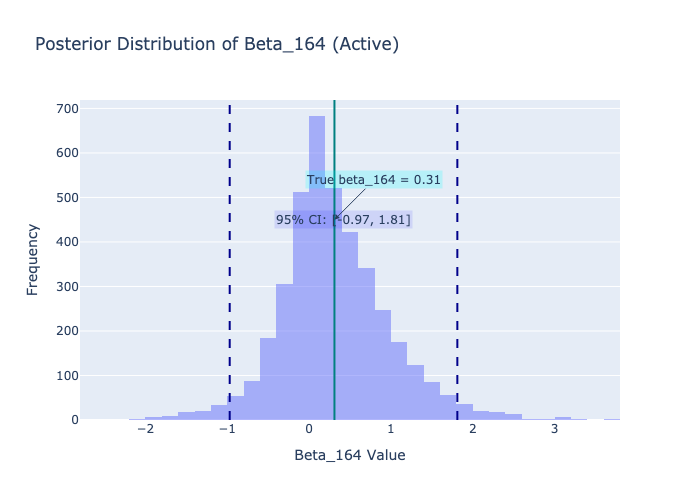 Posterior Distribution of Beta_164 (Active)
700
600
500
400
300
200
100
0
Frequency
True beta_164 = 0.31
95% CI: [-0.97, 1.81]
−2
−1
0
1
2
3
Beta_164 Value